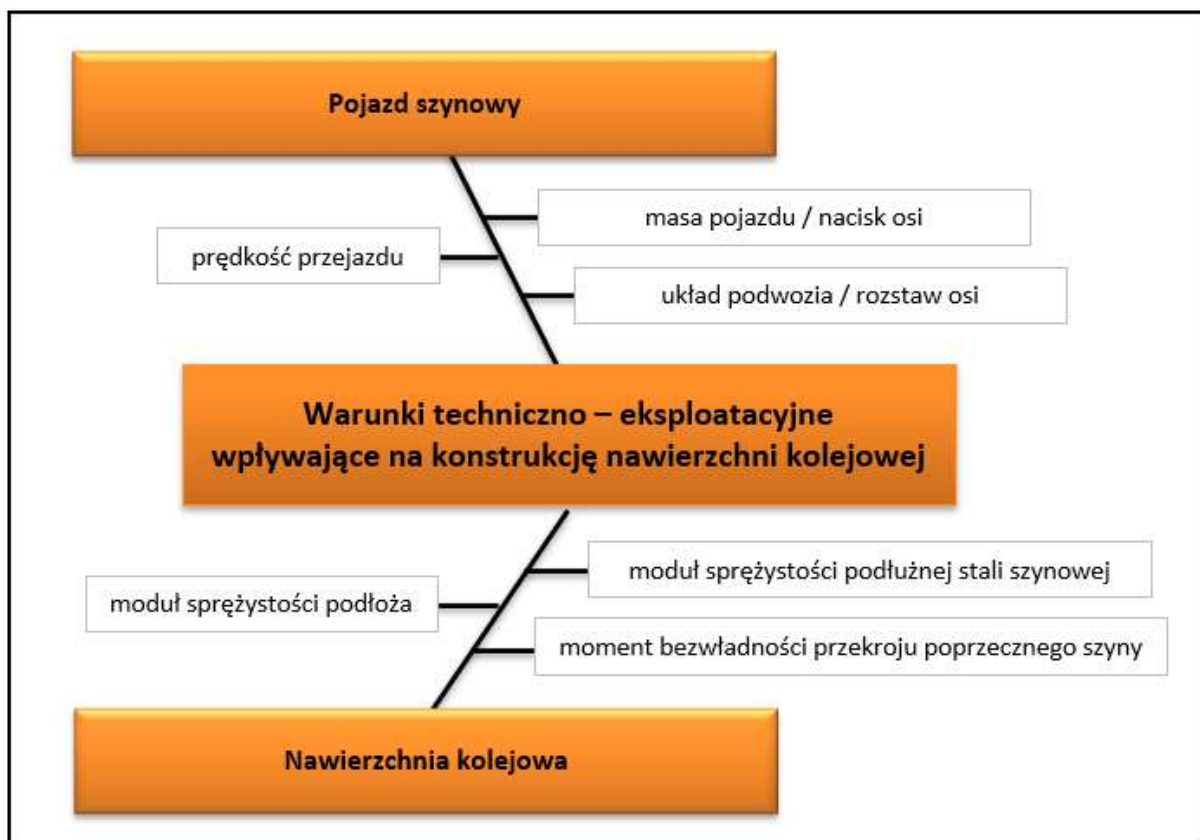 Pojazd szynowy
masa pojazdu / nacisk osi
prędkość przejazdu
układ podwozia / rozstaw osi
Warunki techniczno – eksploatacyjne
wpływające na konstrukcję nawierzchni kolejowej
moduł sprężystości podłużnej stali szynowej
moduł sprężystości podłoża
moment bezwładności przekroju poprzecznego szyny
Nawierzchnia kolejowa